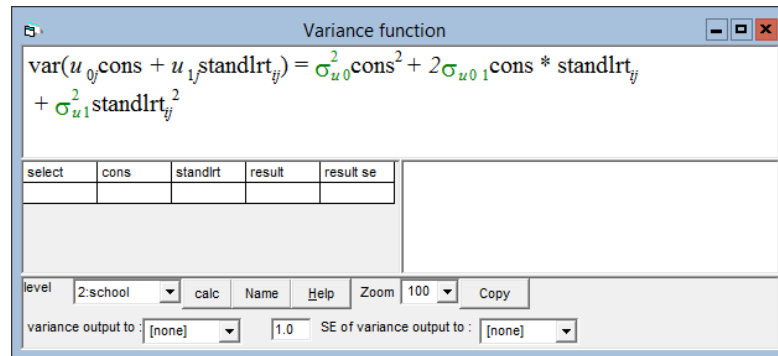 Variance function
var(u₀ⱼcons + u₁ⱼstandlrtᵢⱼ) = σ²ᵤ₀cons² + 2σᵤ₀₁cons * standlrtᵢⱼ
+ σ²ᵤ₁standlrtᵢⱼ²
select cons standlrt result result se
level 2:school calc Name Help Zoom 100 Copy
variance output to : [none] 1.0 SE of variance output to : [none]